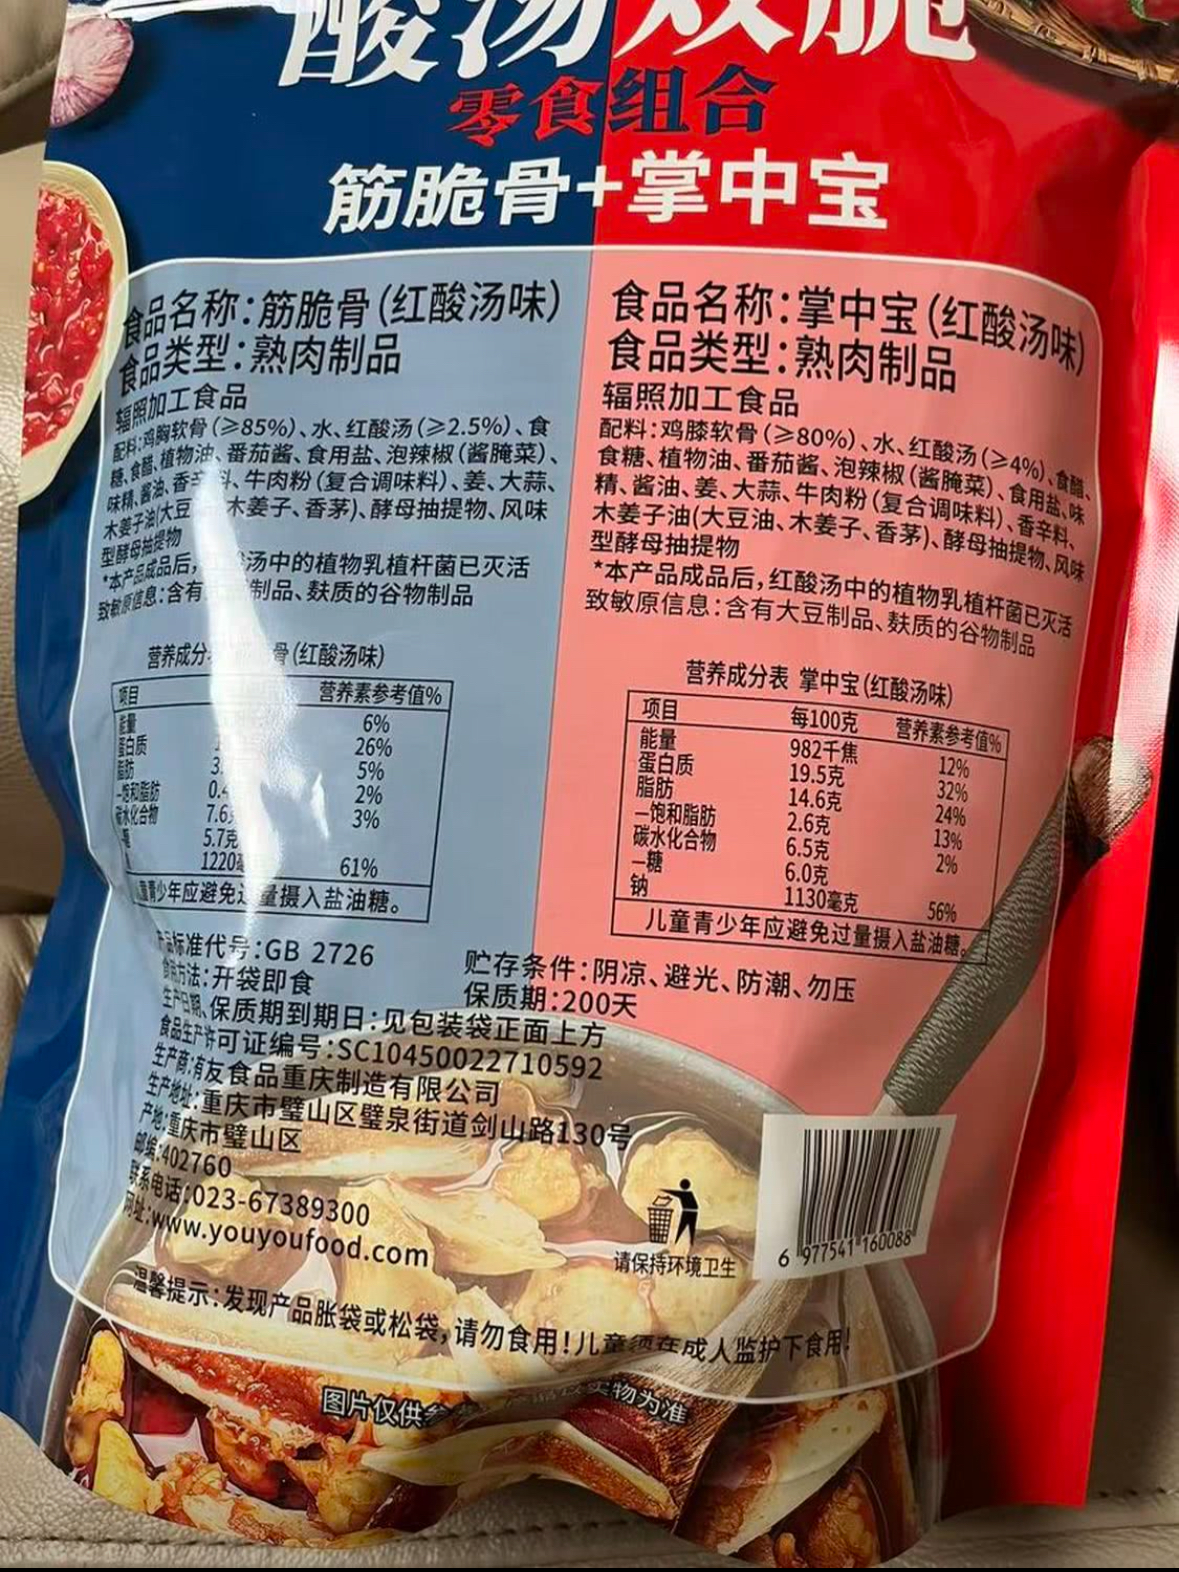 酸汤双脆
零食组合
筋脆骨+掌中宝
食品名称:筋脆骨(红酸汤味)
食品类型:熟肉制品
辐照加工食品
配料:鸡胸软骨(≥85%)、水、红酸汤(≥2.5%)、食
糖、食醋、植物油、番茄酱、食用盐、泡辣椒(酱腌菜)、
味精、酱油、香辛料、牛肉粉(复合调味料)、姜、大蒜、
木姜子油(大豆 木姜子、香茅)、酵母抽提物、风味
型酵母抽提物
*本产品成品后, 汤中的植物乳植杆菌已灭活
致敏原信息:含有 制品、麸质的谷物制品
营养成分 骨(红酸汤味)
项目 营养素参考值%
能量 6%
蛋白质 26%
脂肪 3. 5%
—饱和脂肪 0.4 2%
碳水化合物 7.6克 3%
5.7克
1220毫 61%
儿童青少年应避免过量摄入盐油糖。
食品名称:掌中宝(红酸汤味)
食品类型:熟肉制品
辐照加工食品
配料:鸡膝软骨(≥80%)、水、红酸汤(≥4%)、食醋、
食糖、植物油、番茄酱、泡辣椒(酱腌菜)、食用盐、味
精、酱油、姜、大蒜、牛肉粉(复合调味料)、香辛料、
木姜子油(大豆油、木姜子、香茅)、酵母抽提物、风味
型酵母抽提物
*本产品成品后,红酸汤中的植物乳植杆菌已灭活
致敏原信息:含有大豆制品、麸质的谷物制品
营养成分表 掌中宝(红酸汤味)
项目 每100克 营养素参考值%
能量 982千焦 12%
蛋白质 19.5克 32%
脂肪 14.6克 24%
—饱和脂肪 2.6克 13%
碳水化合物 6.5克 2%
—糖 6.0克
钠 1130毫克 56%
儿童青少年应避免过量摄入盐油糖。
产品标准代号:GB 2726
食用方法:开袋即食
贮存条件:阴凉、避光、防潮、勿压
保质期:200天
生产日期、保质期到期日:见包装袋正面上方
食品生产许可证编号:SC10450022710592
生产商:有友食品重庆制造有限公司
生产地址:重庆市璧山区璧泉街道剑山路130号
产地:重庆市璧山区
邮编:402760
联系电话:023-67389300
网址:www.youyoufood.com
请保持环境卫生
6 977541 160088
温馨提示:发现产品胀袋或松袋,请勿食用!儿童须在成人监护下食用!
图片仅供参 实物为准